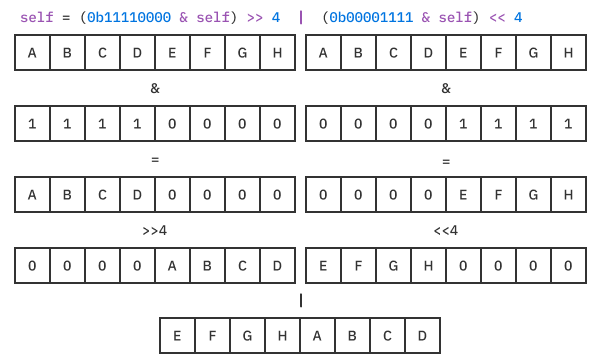 self = (0b11110000 & self) >> 4 | (0b00001111 & self) << 4
A B C D E F G H A B C D E F G H
& &
1 1 1 1 0 0 0 0 0 0 0 0 1 1 1 1
= =
A B C D 0 0 0 0 0 0 0 0 E F G H
>>4 <<4
0 0 0 0 A B C D E F G H 0 0 0 0
|
E F G H A B C D